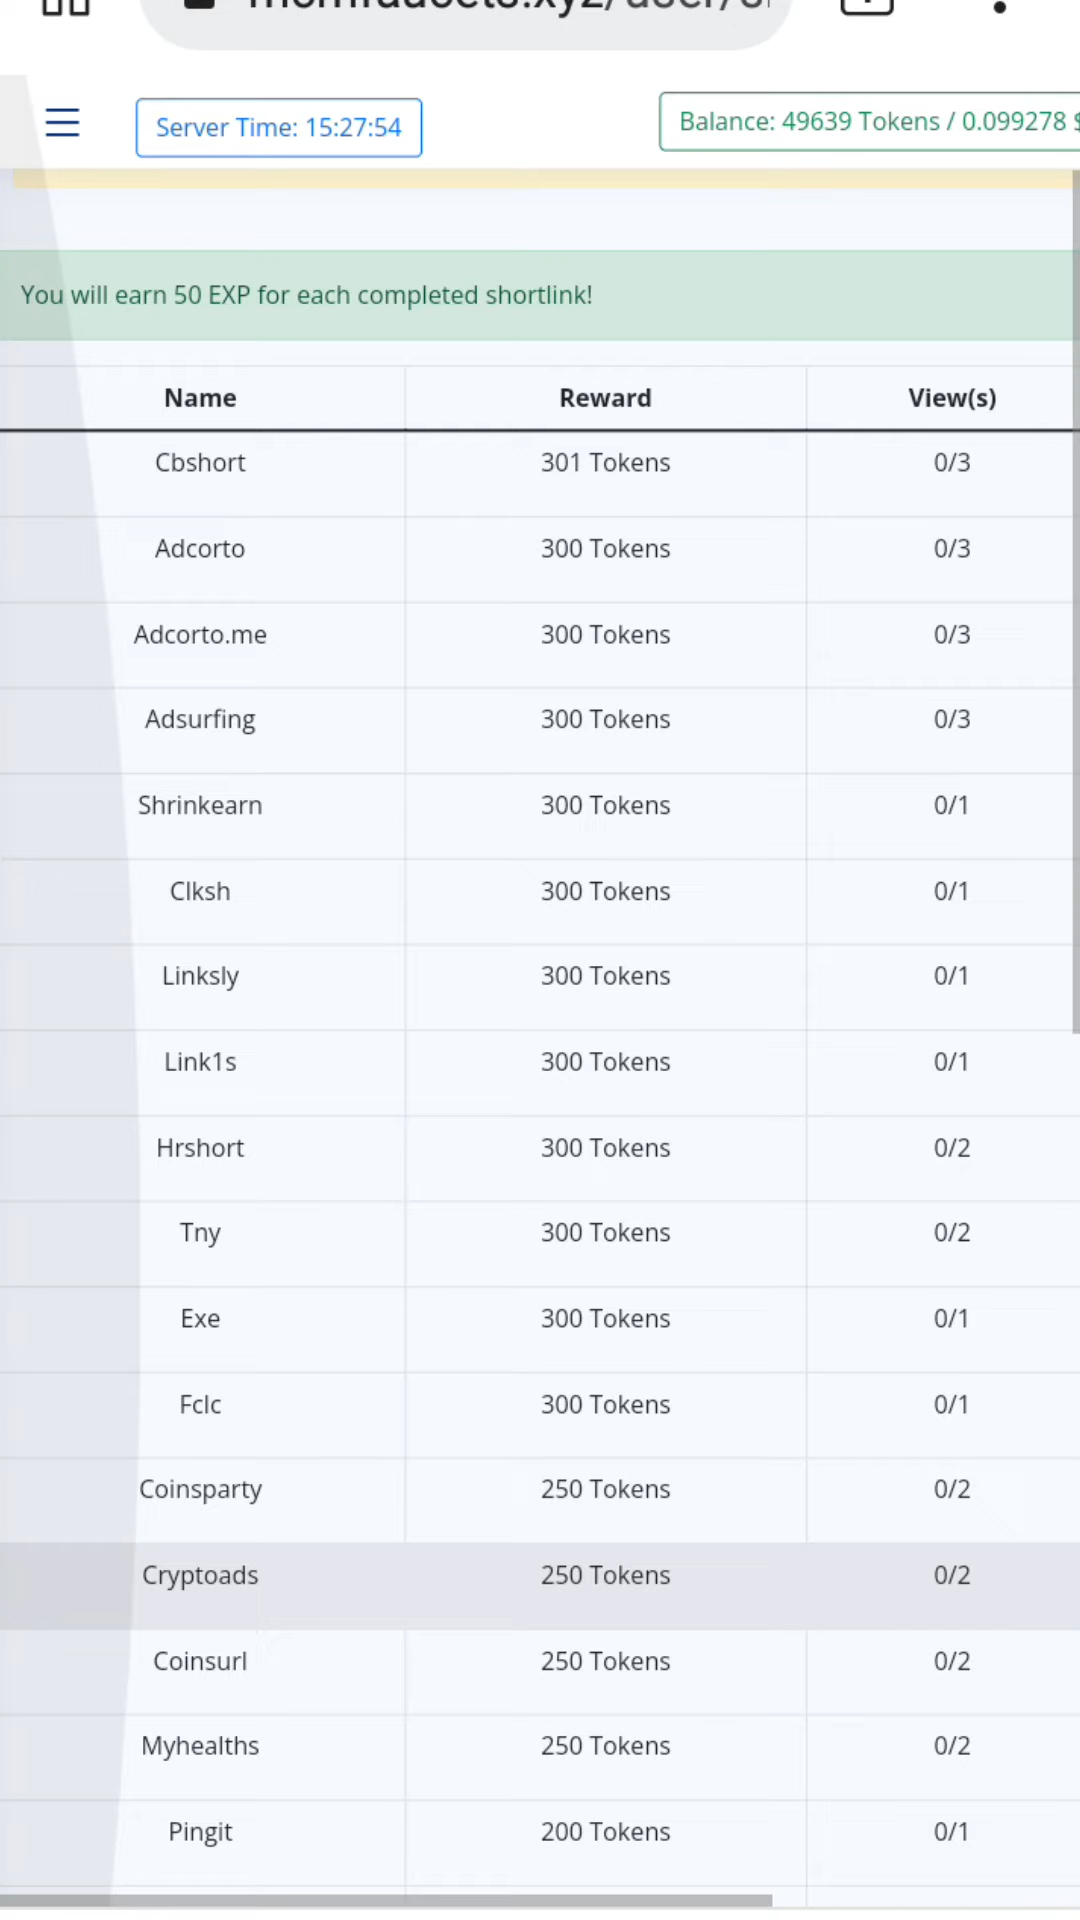 Server Time: 15:27:54
Balance: 49639 Tokens / 0.099278 $
You will earn 50 EXP for each completed shortlink!
Name Reward View(s)
Cbshort 301 Tokens 0/3
Adcorto 300 Tokens 0/3
Adcorto.me 300 Tokens 0/3
Adsurfing 300 Tokens 0/3
Shrinkearn 300 Tokens 0/1
Clksh 300 Tokens 0/1
Linksly 300 Tokens 0/1
Link1s 300 Tokens 0/1
Hrshort 300 Tokens 0/2
Tny 300 Tokens 0/2
Exe 300 Tokens 0/1
Fclc 300 Tokens 0/1
Coinsparty 250 Tokens 0/2
Cryptoads 250 Tokens 0/2
Coinsurl 250 Tokens 0/2
Myhealths 250 Tokens 0/2
Pingit 200 Tokens 0/1